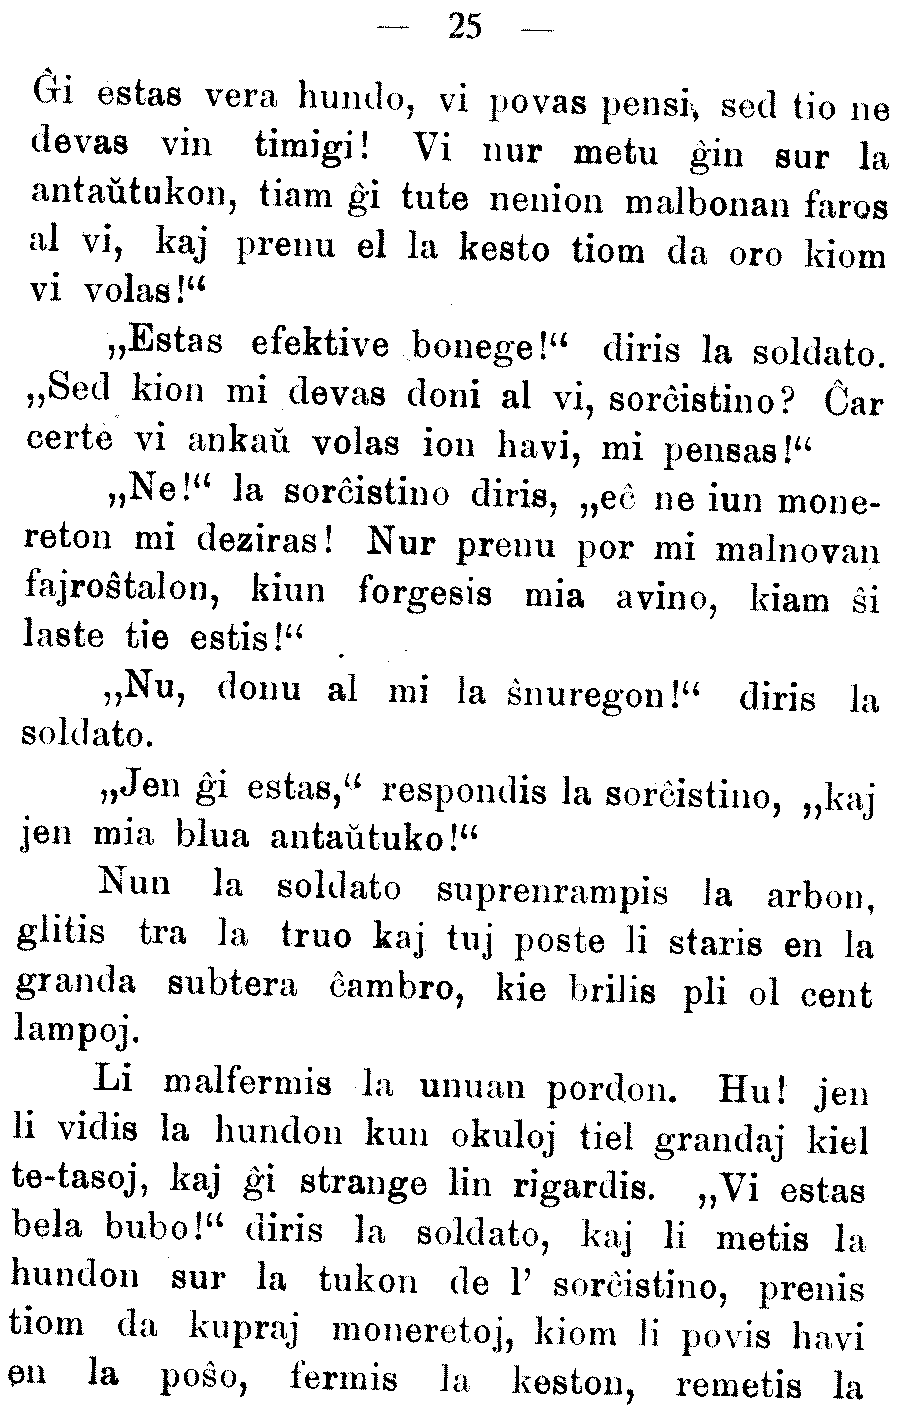 — 25 —
Ĝi estas vera hundo, vi povas pensi, sed tio ne
devas vin timigi! Vi nur metu ĝin sur la
antaŭtukon, tiam ĝi tute nenion malbonan faros
al vi, kaj prenu el la kesto tiom da oro kiom
vi volas!“
„Estas efektive bonege!“ diris la soldato.
„Sed kion mi devas doni al vi, sorĉistino? Ĉar
certe vi ankaŭ volas ion havi, mi pensas!“
„Ne!“ la sorĉistino diris, „eĉ ne iun mone-
reton mi deziras! Nur prenu por mi malnovan
fajroŝtalon, kiun forgesis mia avino, kiam ŝi
laste tie estis!“
„Nu, donu al mi la ŝnuregon!“ diris la
soldato.
„Jen ĝi estas,“ respondis la sorĉistino, „kaj
jen mia blua antaŭtuko!“
Nun la soldato suprenrampis la arbon,
glitis tra la truo kaj tuj poste li staris en la
granda subtera ĉambro, kie brilis pli ol cent
lampoj.
Li malfermis la unuan pordon. Hu! jen
li vidis la hundon kun okuloj tiel grandaj kiel
te-tasoj, kaj ĝi strange lin rigardis. „Vi estas
bela bubo!“ diris la soldato, kaj li metis la
hundon sur la tukon de l’ sorĉistino, prenis
tiom da kupraj moneretoj, kiom li povis havi
en la poŝo, fermis la keston, remetis la